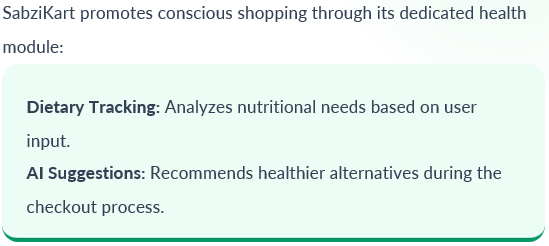 SabziKart promotes conscious shopping through its dedicated health
module:
Dietary Tracking: Analyzes nutritional needs based on user
input.
AI Suggestions: Recommends healthier alternatives during the
checkout process.